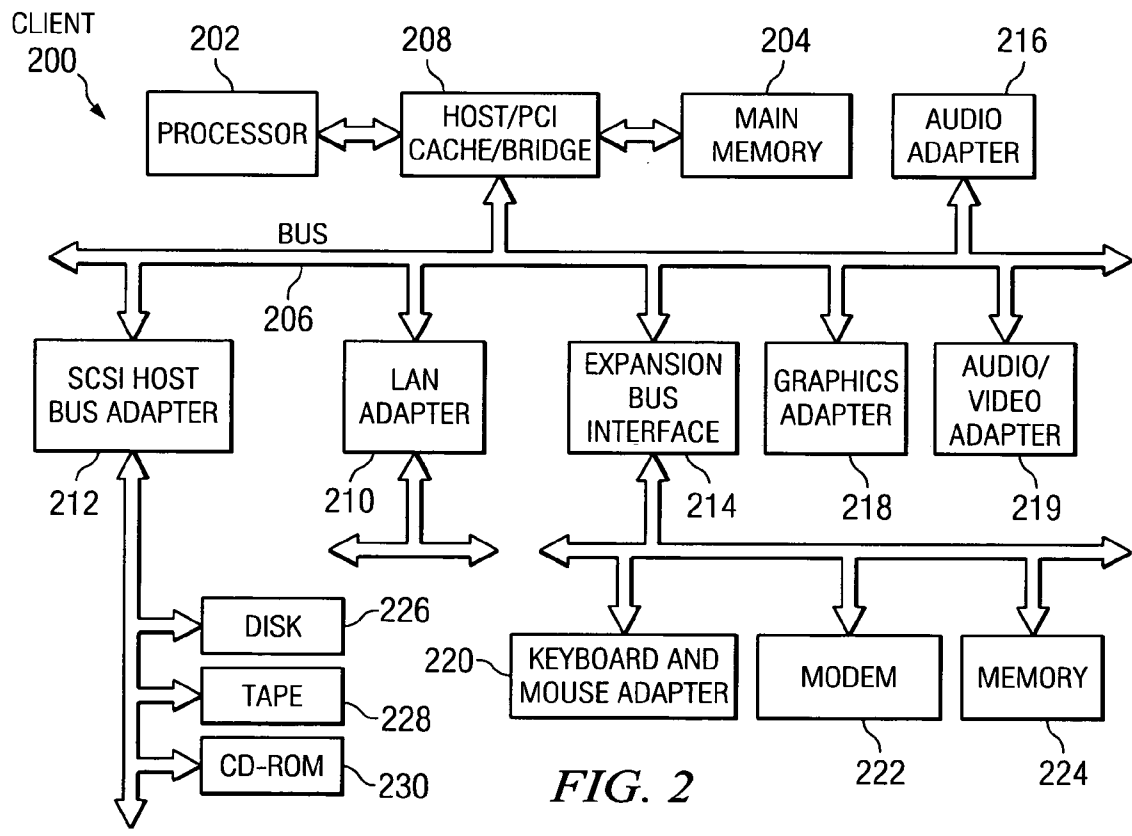 CLIENT
200
202
208
204
216
PROCESSOR
HOST/PCI
CACHE/BRIDGE
MAIN
MEMORY
AUDIO
ADAPTER
BUS
206
SCSI HOST
BUS ADAPTER
LAN
ADAPTER
EXPANSION
BUS
INTERFACE
GRAPHICS
ADAPTER
AUDIO/
VIDEO
ADAPTER
212
210
214
218
219
DISK
226
TAPE
228
CD-ROM
230
220
KEYBOARD AND
MOUSE ADAPTER
MODEM
MEMORY
222
224
FIG. 2